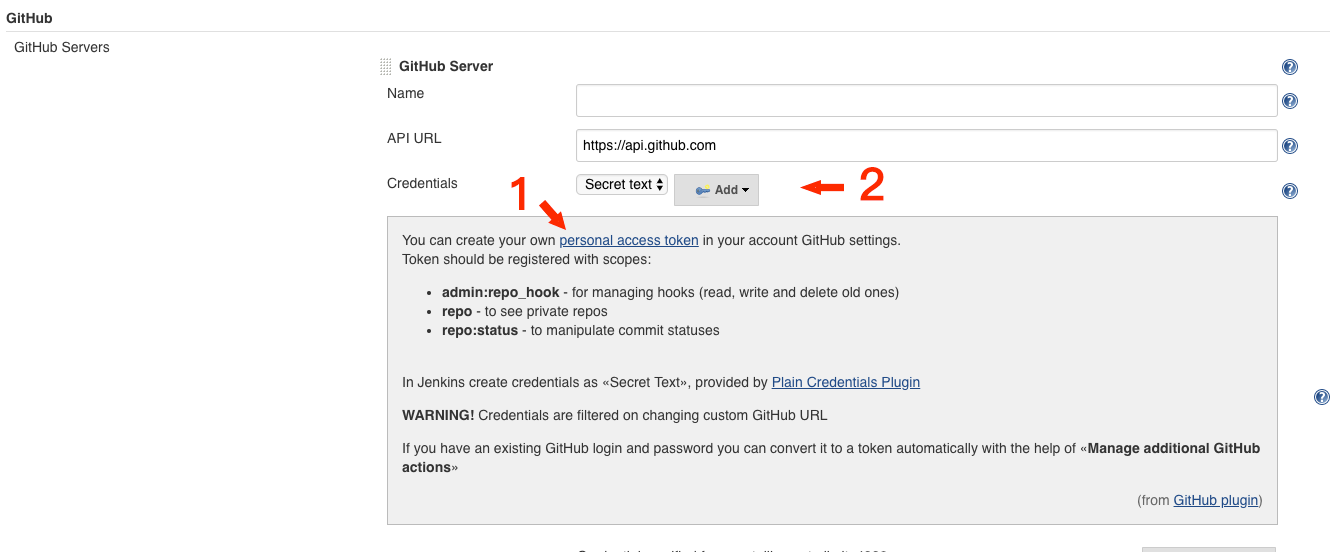 GitHub
GitHub Servers
GitHub Server
Name
API URL
https://api.github.com
Credentials
Secret text
Add
1
2
You can create your own personal access token in your account GitHub settings.
Token should be registered with scopes:
• admin:repo_hook - for managing hooks (read, write and delete old ones)
• repo - to see private repos
• repo:status - to manipulate commit statuses
In Jenkins create credentials as «Secret Text», provided by Plain Credentials Plugin
WARNING! Credentials are filtered on changing custom GitHub URL
If you have an existing GitHub login and password you can convert it to a token automatically with the help of «Manage additional GitHub
actions»
(from GitHub plugin)